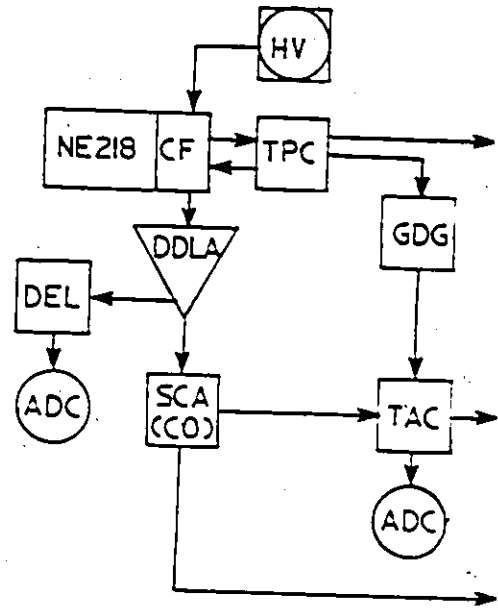 HV
NE218
CF
TPC
DDLA
GDG
DEL
ADC
SCA
(CO)
TAC
ADC